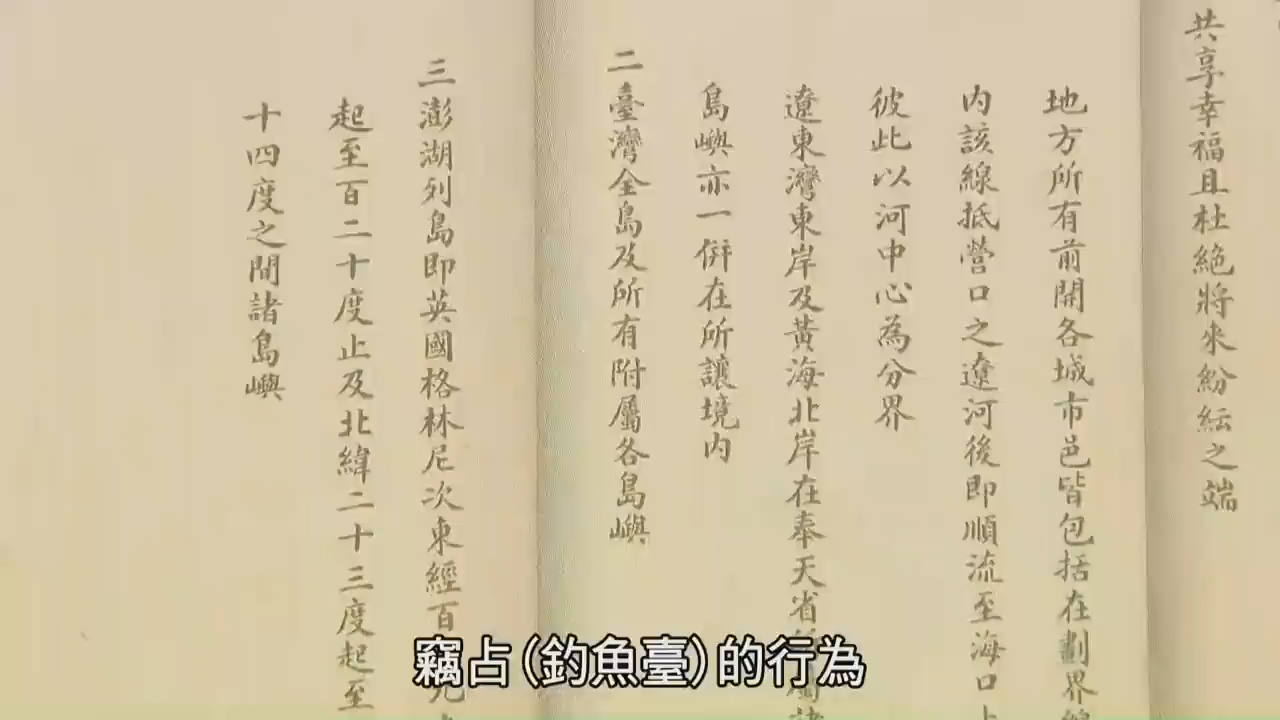 共享幸福且杜絕將來紛紜之端
地方所有前開各城市邑皆包括在劃界線
內該線抵營口之遼河後即順流至海口
彼此以河中心為分界
遼東灣東岸及黃海北岸在奉天省
島嶼亦一併在所讓境內
二臺灣全島及所有附屬各島嶼
三澎湖列島即英國格林尼次東經百
起至百二十度止及北緯二十三度起至
十四度之間諸島嶼
竊占(釣魚臺)的行為